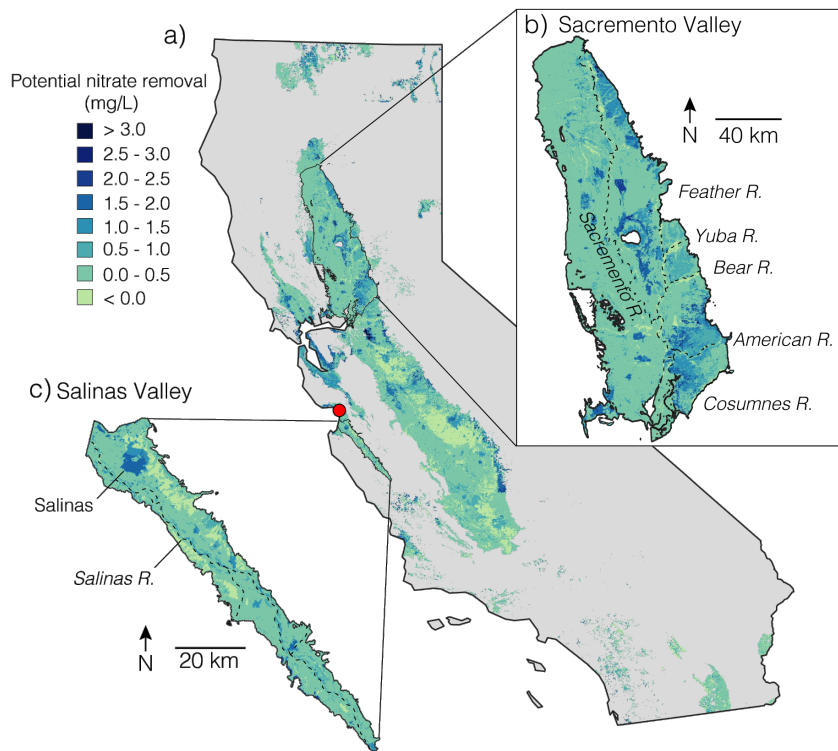 a)
Potential nitrate removal
(mg/L)
> 3.0
2.5 - 3.0
2.0 - 2.5
1.5 - 2.0
1.0 - 1.5
0.5 - 1.0
0.0 - 0.5
< 0.0
b) Sacremento Valley
N
40 km
Feather R.
Yuba R.
Bear R.
Sacremento R.
American R.
Cosumnes R.
c) Salinas Valley
Salinas
Salinas R.
N
20 km